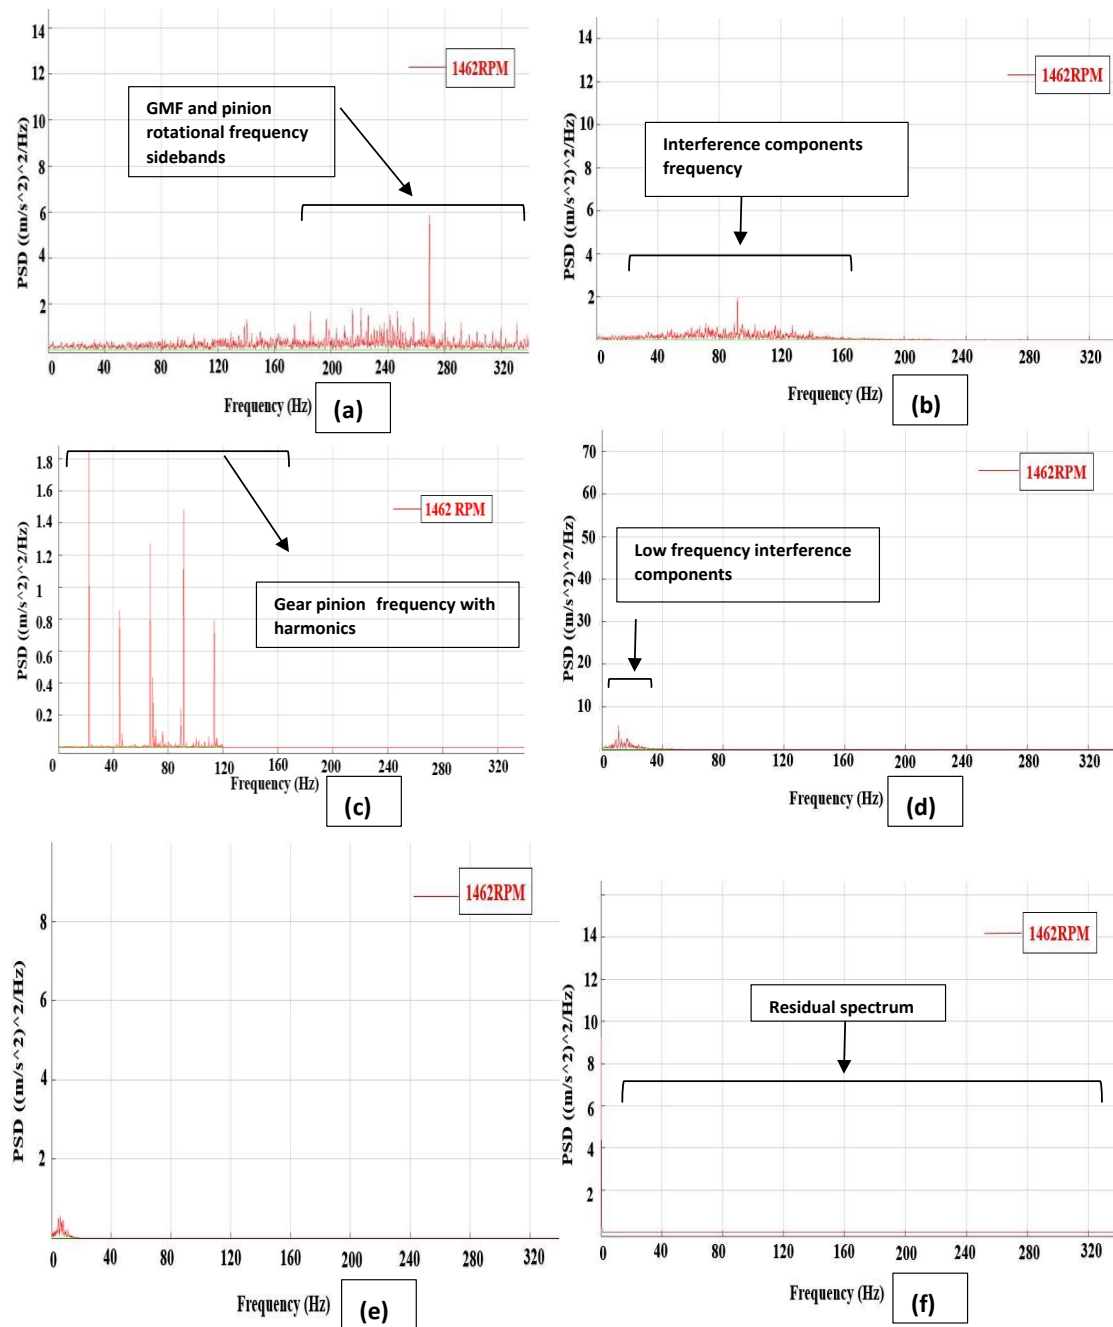 14
12
10
8
6
4
2
PSD ((m/s^2)^2/Hz)
1462RPM
GMF and pinion
rotational frequency
sidebands
0 40 80 120 160 200 240 280 320
Frequency (Hz)
(a)
14
12
10
8
6
4
2
PSD ((m/s^2)^2/Hz)
1462RPM
Interference components
frequency
0 40 80 120 160 200 240 280 320
Frequency (Hz)
(b)
1.8
1.6
1.4
1.2
1
0.8
0.6
0.4
0.2
PSD ((m/s^2)^2/Hz)
1462 RPM
Gear pinion frequency with
harmonics
0 40 80 120 160 200 240 280 320
Frequency (Hz)
(c)
70
60
50
40
30
20
10
PSD ((m/s^2)^2/Hz)
1462RPM
Low frequency interference
components
0 40 80 120 160 200 240 280 320
Frequency (Hz)
(d)
8
6
4
2
PSD ((m/s^2)^2/Hz)
1462RPM
0 40 80 120 160 200 240 280 320
Frequency (Hz)
(e)
14
12
10
8
6
4
2
PSD ((m/s^2)^2/Hz)
1462RPM
Residual spectrum
0 40 80 120 160 200 240 280 320
Frequency (Hz)
(f)